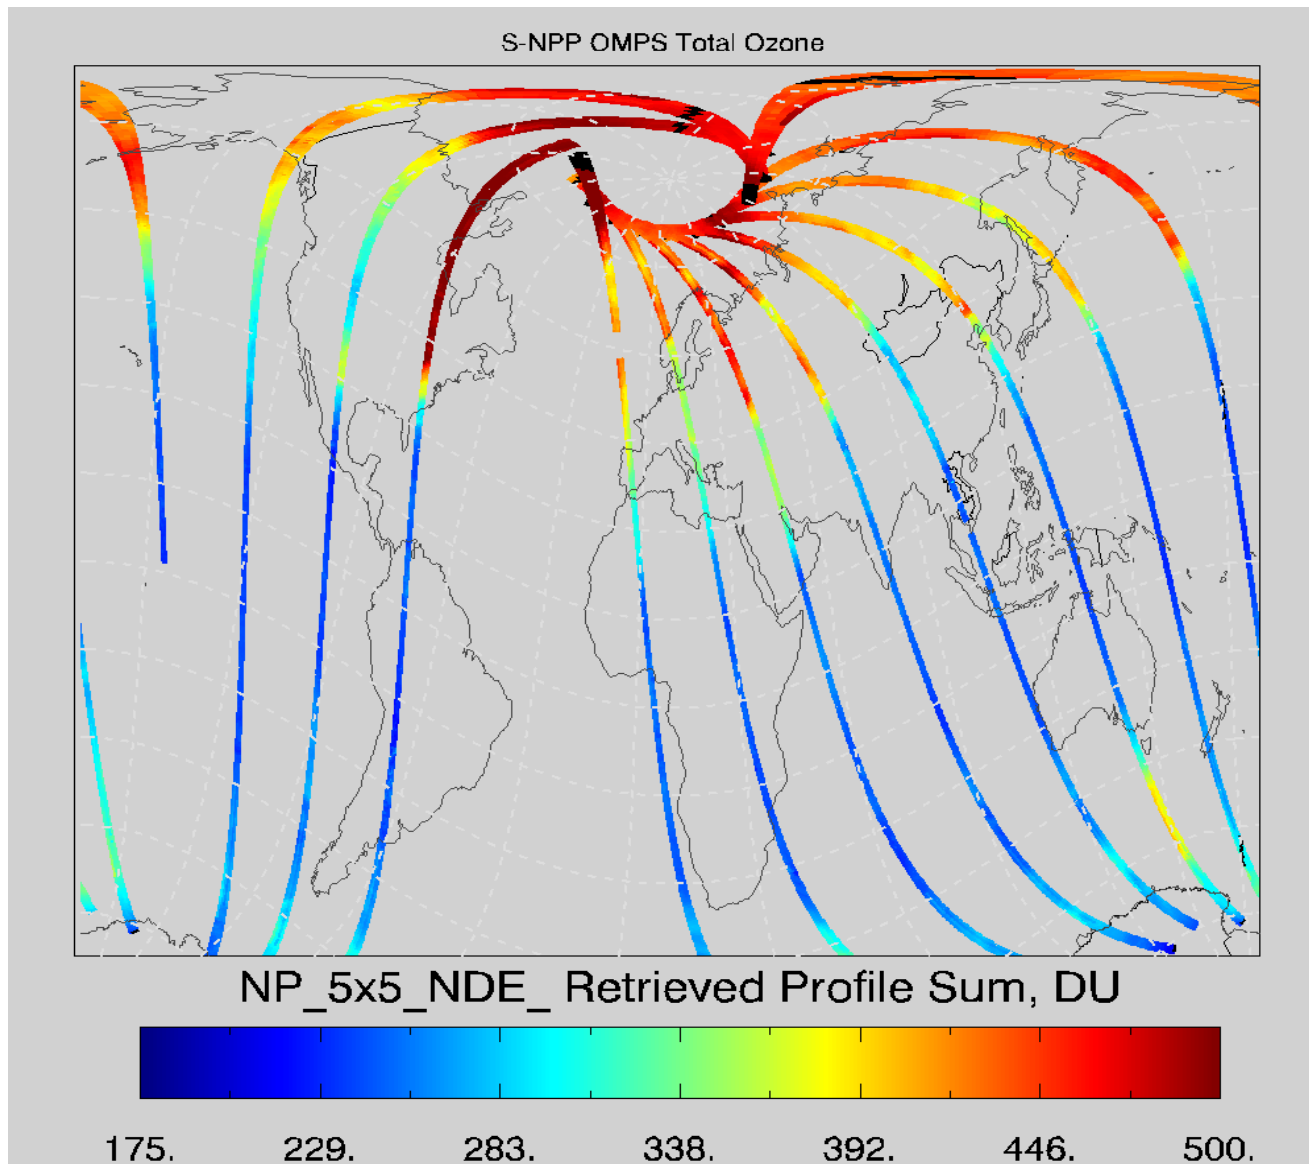 S-NPP OMPS Total Ozone
NP_5x5_NDE_ Retrieved Profile Sum, DU
175. 229. 283. 338. 392. 446. 500.